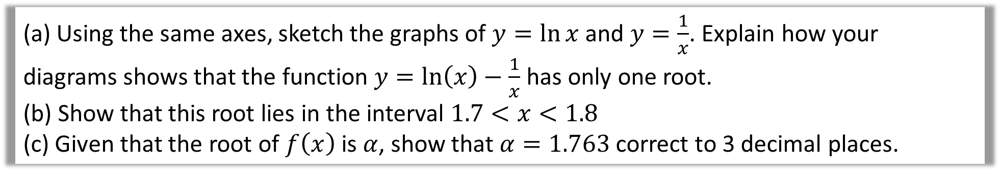 (a) Using the same axes, sketch the graphs of y = ln x and y = 1/x. Explain how your
diagrams shows that the function y = ln(x) − 1/x has only one root.
(b) Show that this root lies in the interval 1.7 < x < 1.8
(c) Given that the root of f(x) is α, show that α = 1.763 correct to 3 decimal places.